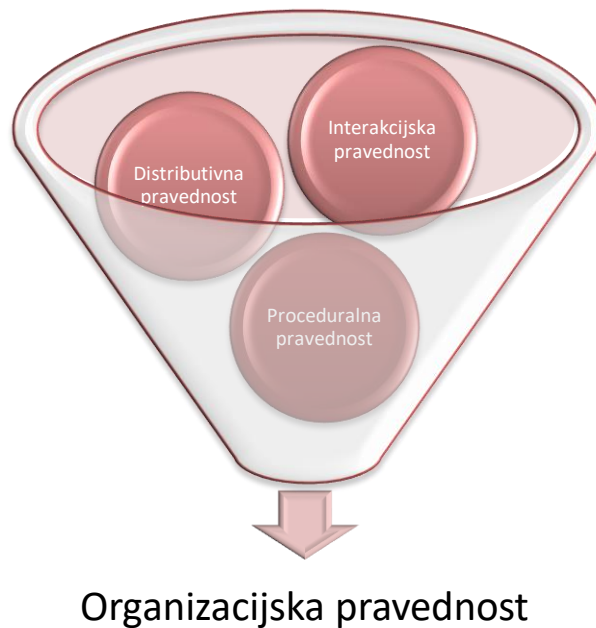 Interakcijska
pravednost
Distributivna
pravednost
Proceduralna
pravednost
Organizacijska pravednost